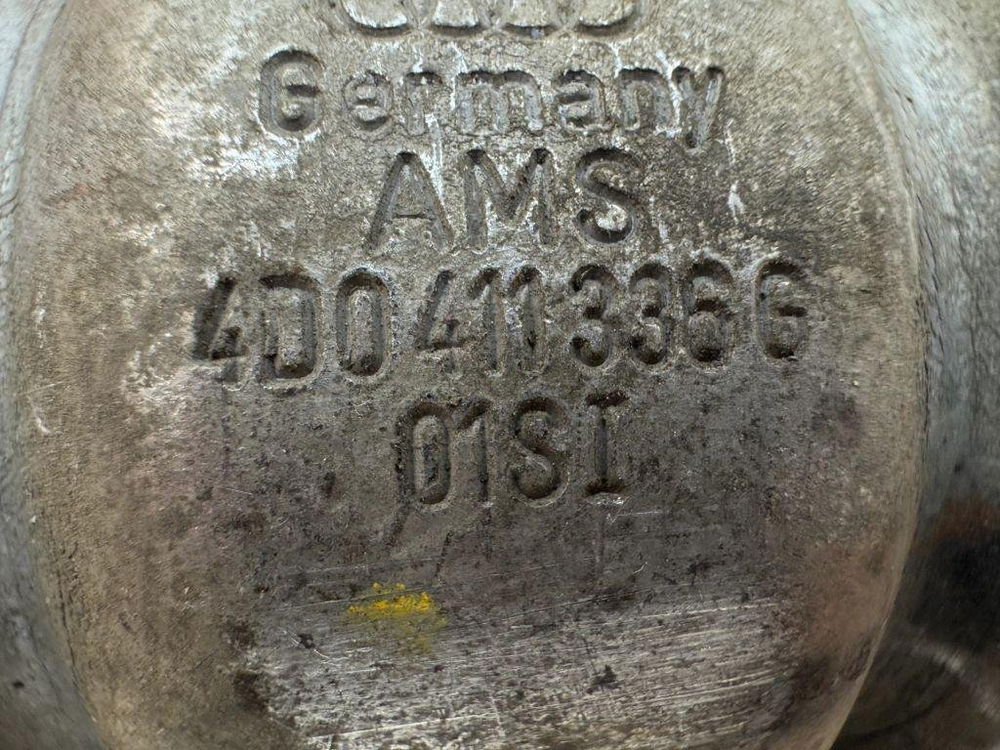 Germany
AMS
4D0 411 336 G
01SI